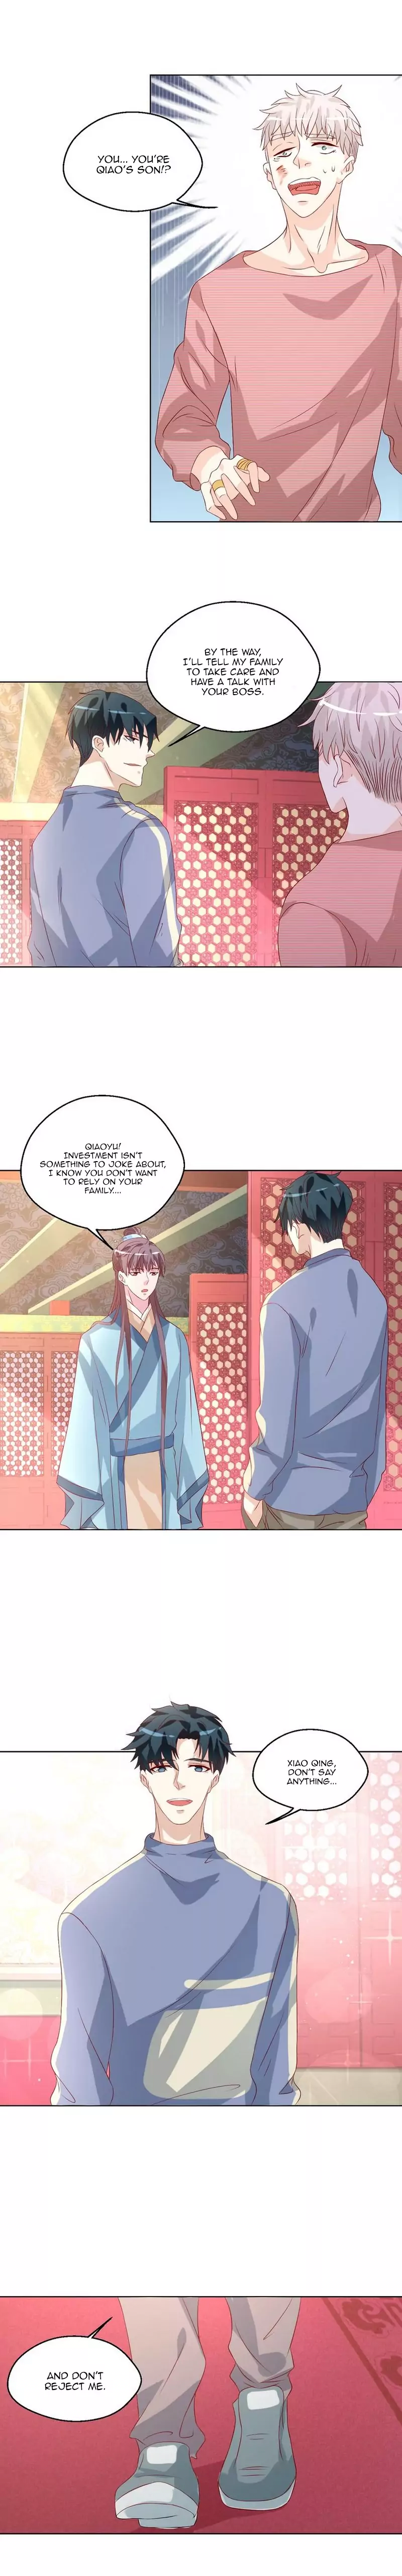 YOU... YOU'RE
QIAO'S SON!?
BY THE WAY,
I'LL TELL MY FAMILY
TO TAKE CARE AND
HAVE A TALK WITH
YOUR BOSS.
QIAOYU!
INVESTMENT ISN'T
SOMETHING TO JOKE ABOUT,
I KNOW YOU DON'T WANT
TO RELY ON YOUR
FAMILY....
XIAO QING,
DON'T SAY
ANYTHING...
AND DON'T
REJECT ME.